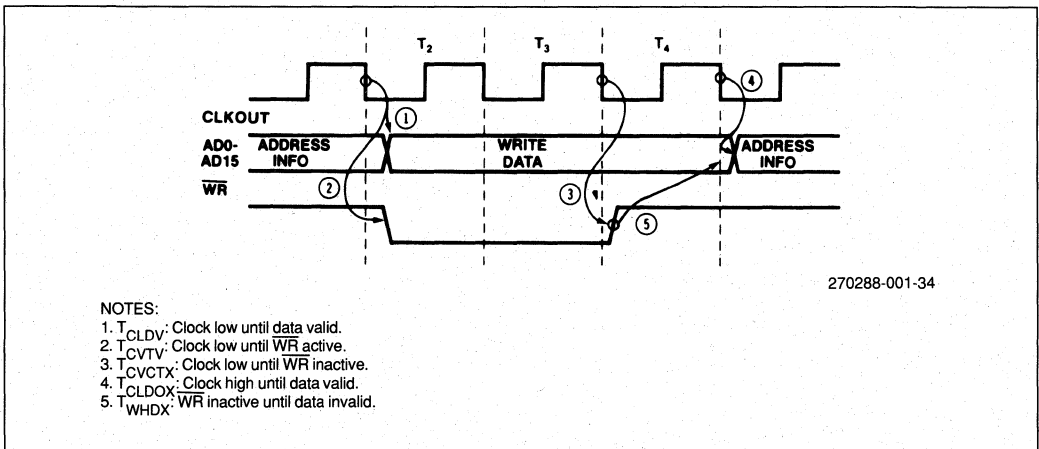 T2 T3 T4
CLKOUT
④
①
AD0-
AD15
ADDRESS
INFO
WRITE
DATA
ADDRESS
INFO
②
③
⑤
WR
270288-001-34
NOTES:
1. TCLDV: Clock low until data valid.
2. TCVTV: Clock low until WR active.
3. TCVCTX: Clock low until WR inactive.
4. TCLDOX: Clock high until data valid.
5. TWHDX: WR inactive until data invalid.